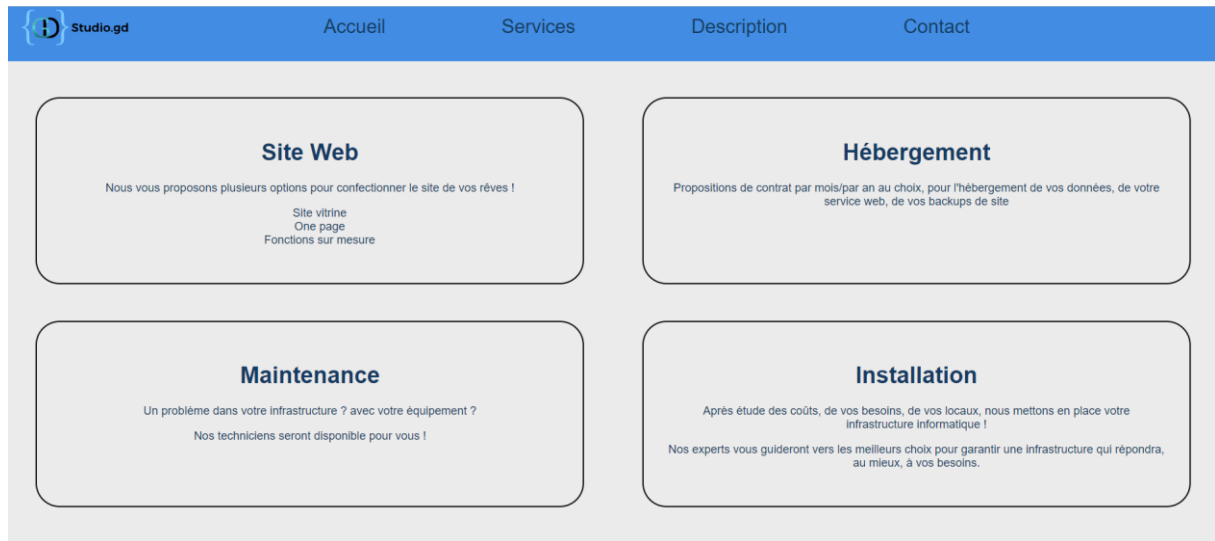 Studio.gd
Accueil Services Description Contact
Site Web
Nous vous proposons plusieurs options pour confectionner le site de vos rêves !
Site vitrine
One page
Fonctions sur mesure
Hébergement
Propositions de contrat par mois/par an au choix, pour l'hébergement de vos données, de votre
service web, de vos backups de site
Maintenance
Un problème dans votre infrastructure ? avec votre équipement ?
Nos techniciens seront disponible pour vous !
Installation
Après étude des coûts, de vos besoins, de vos locaux, nous mettons en place votre
infrastructure informatique !
Nos experts vous guideront vers les meilleurs choix pour garantir une infrastructure qui répondra,
au mieux, à vos besoins.